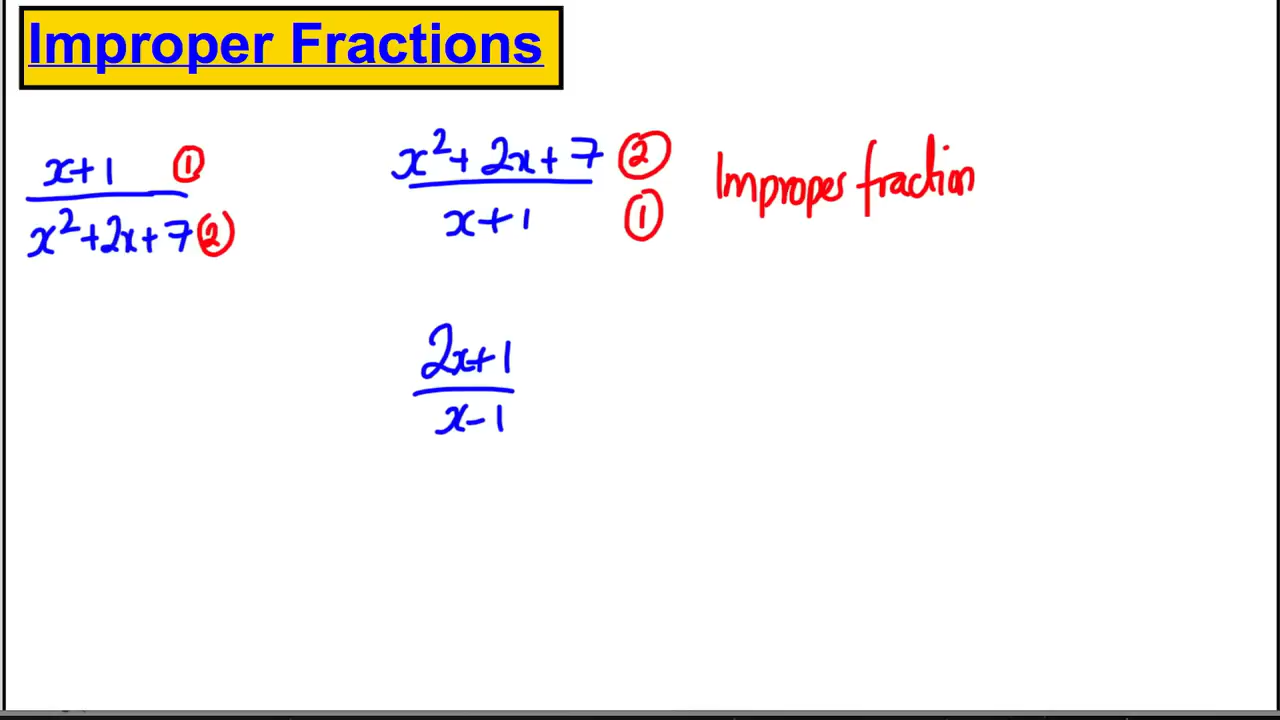 Improper Fractions
x+1 ①
x²+2x+7 ②
x²+2x+7 ②
x+1 ①
Improper fraction
2x+1
x-1